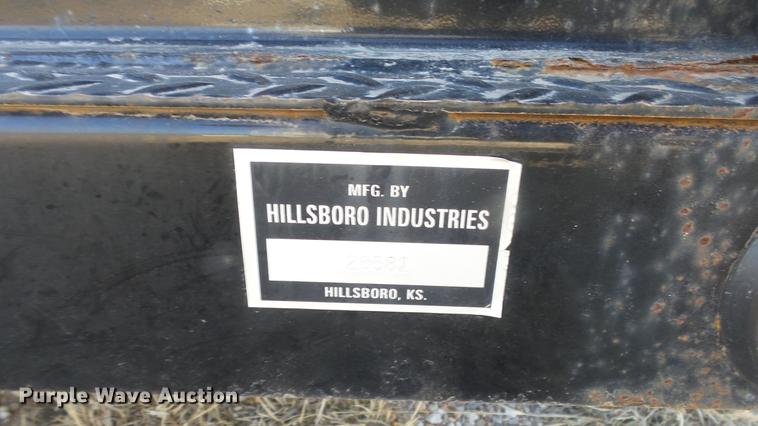 MFG. BY
HILLSBORO INDUSTRIES
HILLSBORO, KS.
Purple Wave Auction